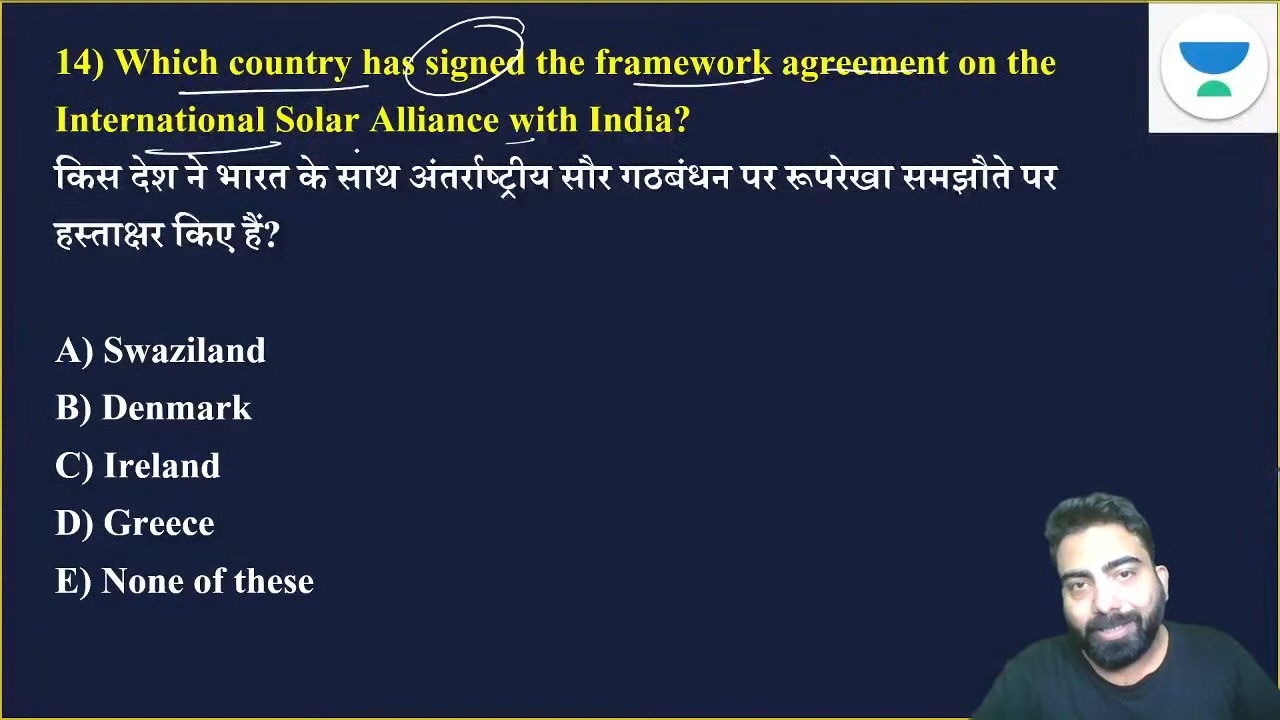 14) Which country has signed the framework agreement on the
International Solar Alliance with India?
किस देश ने भारत के साथ अंतर्राष्ट्रीय सौर गठबंधन पर रूपरेखा समझौते पर
हस्ताक्षर किए हैं?
A) Swaziland
B) Denmark
C) Ireland
D) Greece
E) None of these